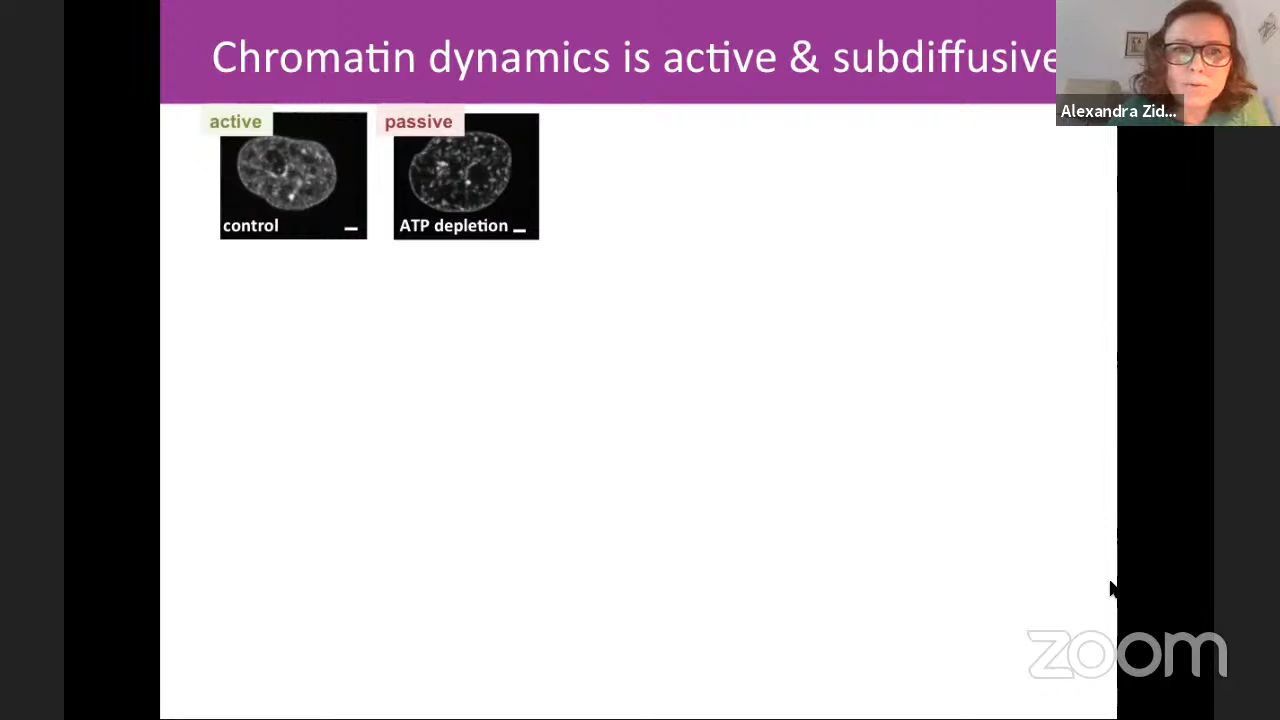 Chromatin dynamics is active & subdiffusive
Alexandra Zid...
active
passive
control
ATP depletion
zoom